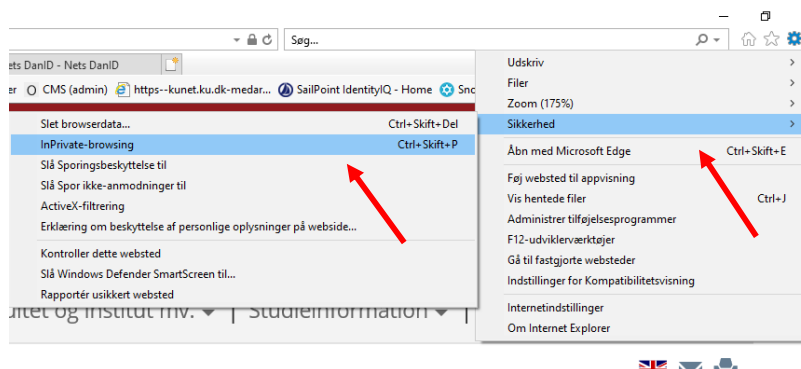 Søg...
ets DanID - Nets DanID
er CMS (admin) https--kunet.ku.dk-medar... SailPoint IdentityIQ - Home Snc
Udskriv
Filer
Zoom (175%)
Sikkerhed
Åbn med Microsoft Edge Ctrl+Skift+E
Føj websted til appvisning
Vis hentede filer Ctrl+J
Administrer tilføjelsesprogrammer
F12-udviklerværktøjer
Gå til fastgjorte websteder
Indstillinger for Kompatibilitetsvisning
Internetindstillinger
Om Internet Explorer
Slet browserdata... Ctrl+Skift+Del
InPrivate-browsing Ctrl+Skift+P
Slå Sporingsbeskyttelse til
Slå Spor ikke-anmodninger til
ActiveX-filtrering
Erklæring om beskyttelse af personlige oplysninger på webside...
Kontroller dette websted
Slå Windows Defender SmartScreen til...
Rapportér usikkert websted
ultet og institut mv. | Studieinformation |